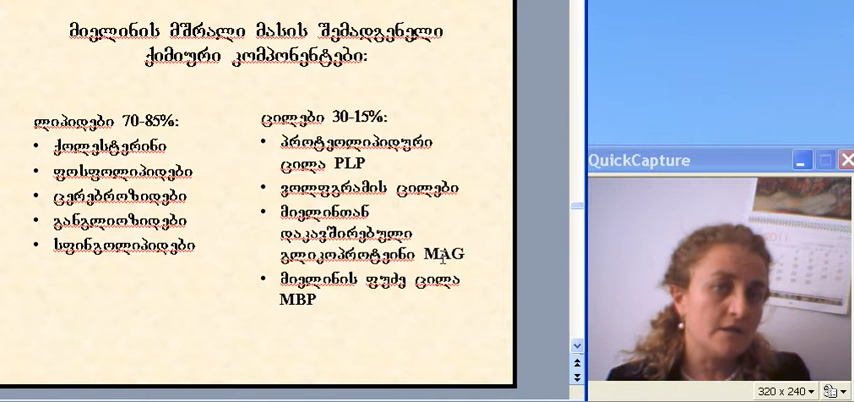 მიელინის მშრალი მასის შემადგენელი
ქიმიური კომპონენტები:
ლიპიდები 70-85%:
• ქოლესტერინი
• ფოსფოლიპიდები
• ცერებროზიდები
• განგლიოზიდები
• სფინგოლიპიდები
ცილები 30-15%:
• პროტეოლიპიდური
ცილა PLP
• ვოლფგრამის ცილები
• მიელინთან
დაკავშირებული
გლიკოპროტეინი MAG
• მიელინის ფუძე ცილა
MBP
QuickCapture
2011
320 x 240